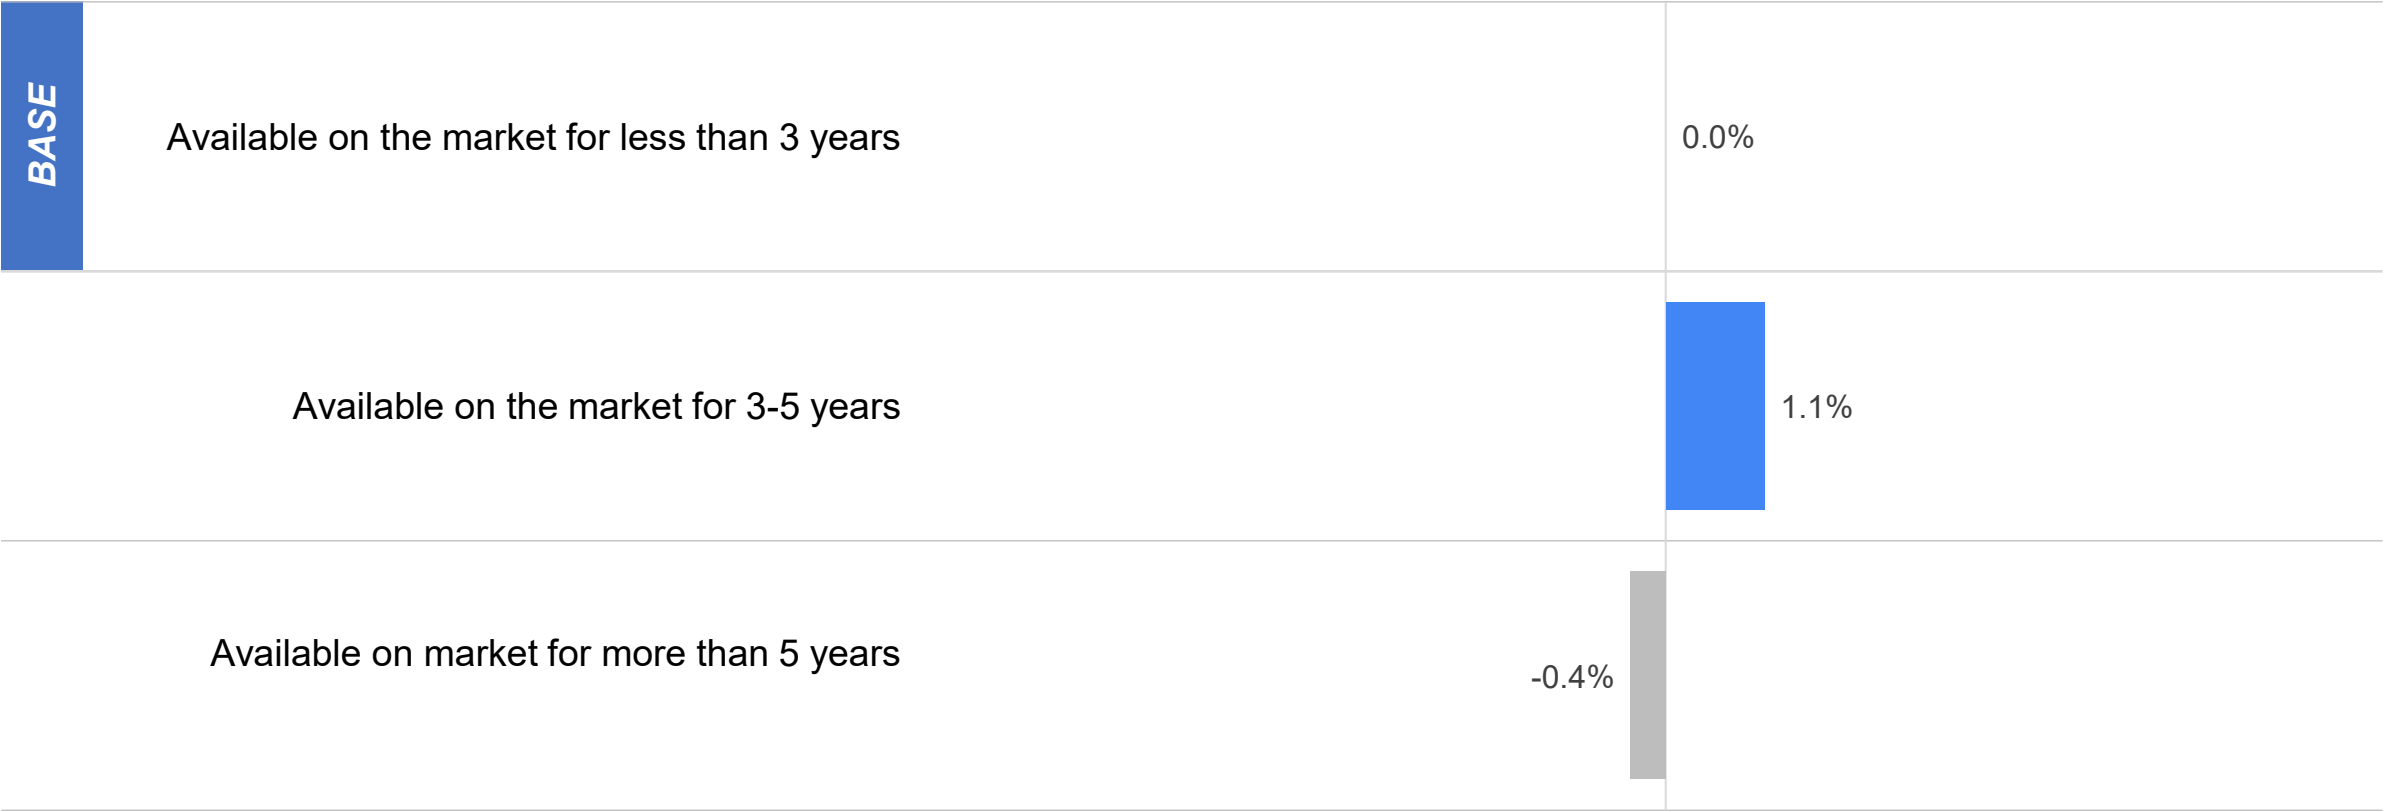 BASE
Available on the market for less than 3 years
0.0%
Available on the market for 3-5 years
1.1%
Available on market for more than 5 years
-0.4%